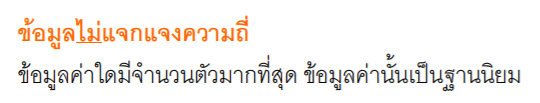 ข้อมูลไม่แจกแจงความถี่
ข้อมูลค่าใดมีจำนวนตัวมากที่สุด ข้อมูลค่านั้นเป็นฐานนิยม